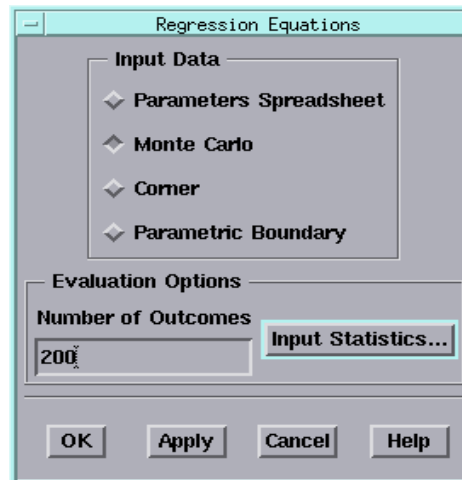 Regression Equations
Input Data
Parameters Spreadsheet
Monte Carlo
Corner
Parametric Boundary
Evaluation Options
Number of Outcomes
200
Input Statistics...
OK Apply Cancel Help